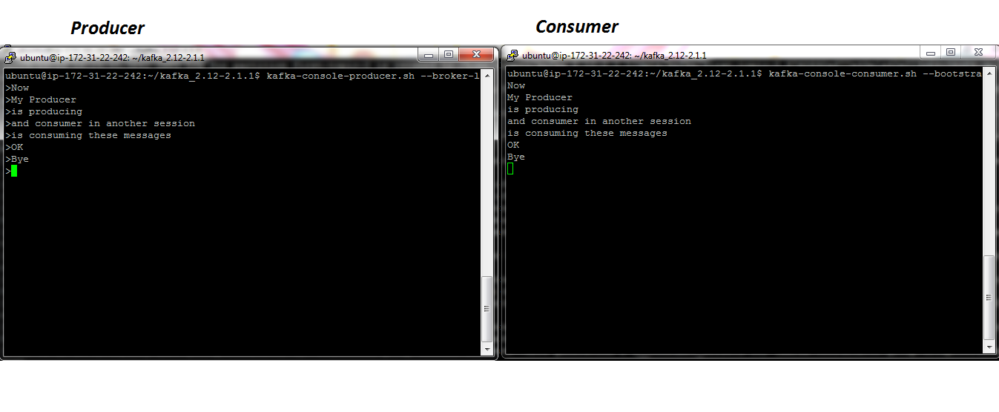 Producer
ubuntu@ip-172-31-22-242: ~/kafka_2.12-2.1.1
ubuntu@ip-172-31-22-242:~/kafka_2.12-2.1.1$ kafka-console-producer.sh --broker-l
>Now
>My Producer
>is producing
>and consumer in another session
>is consuming these messages
>OK
>Bye
>
Consumer
ubuntu@ip-172-31-22-242: ~/kafka_2.12-2.1.1
ubuntu@ip-172-31-22-242:~/kafka_2.12-2.1.1$ kafka-console-consumer.sh --bootstra
Now
My Producer
is producing
and consumer in another session
is consuming these messages
OK
Bye